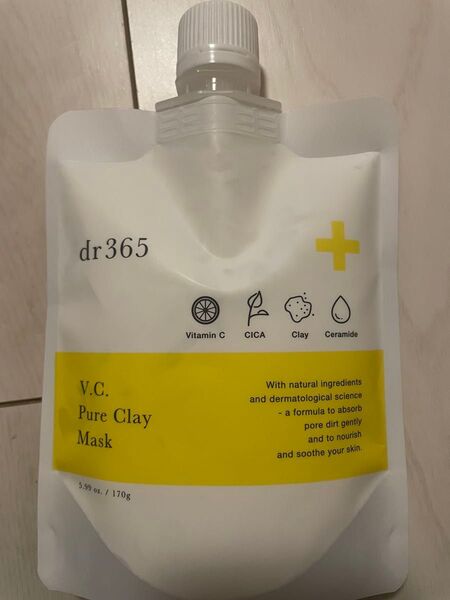 dr365
Vitamin C CICA Clay Ceramide
V.C.
Pure Clay
Mask
With natural ingredients
and dermatological science
- a formula to absorb
pore dirt gently
and to nourish
and soothe your skin.
5.99 oz. / 170g